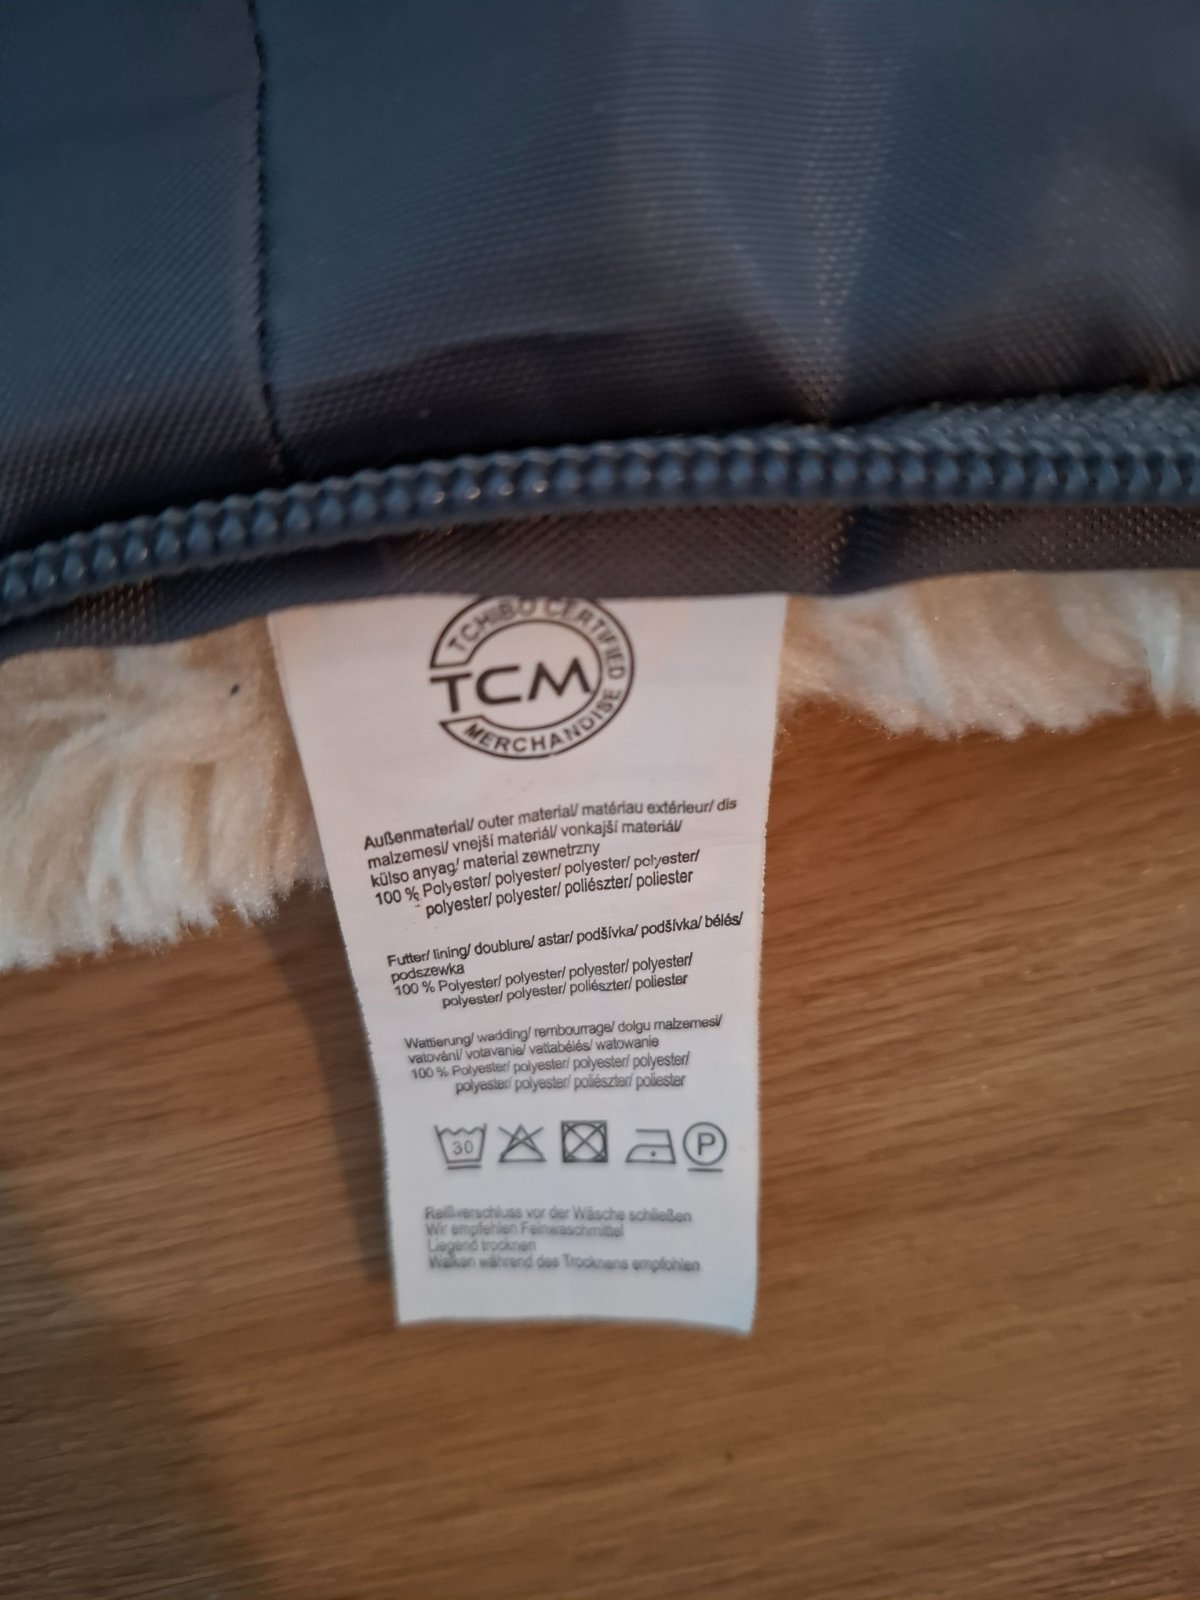 TCHIBO CERTIFIED
TCM
MERCHANDISE
Außenmaterial/ outer material/ matériau extérieur/ dis
malzemesi/ vnejší materiál/ vonkajší materiál/
külso anyag/ material zewnetrzny
100 % Polyester/ polyester/ polyester/ polyester/
polyester/ polyester/ poliészter/ poliester
Futter/ lining/ doublure/ astar/ podšívka/ podšívka/ bélés/
podszewka
100 % Polyester/ polyester/ polyester/ polyester/
polyester/ polyester/ poliészter/ poliester
Wattierung/ wadding/ rembourrage/ dolgu malzemesi/
vatování/ votavanie/ vattabélés/ watowanie
100 % Polyester/ polyester/ polyester/ polyester/
polyester/ polyester/ poliészter/ poliester
30 P
Reißverschluss vor der Wäsche schließen
Wir empfehlen Feinwaschmittel
Liegend trocknen
Walken während des Trocknens empfohlen